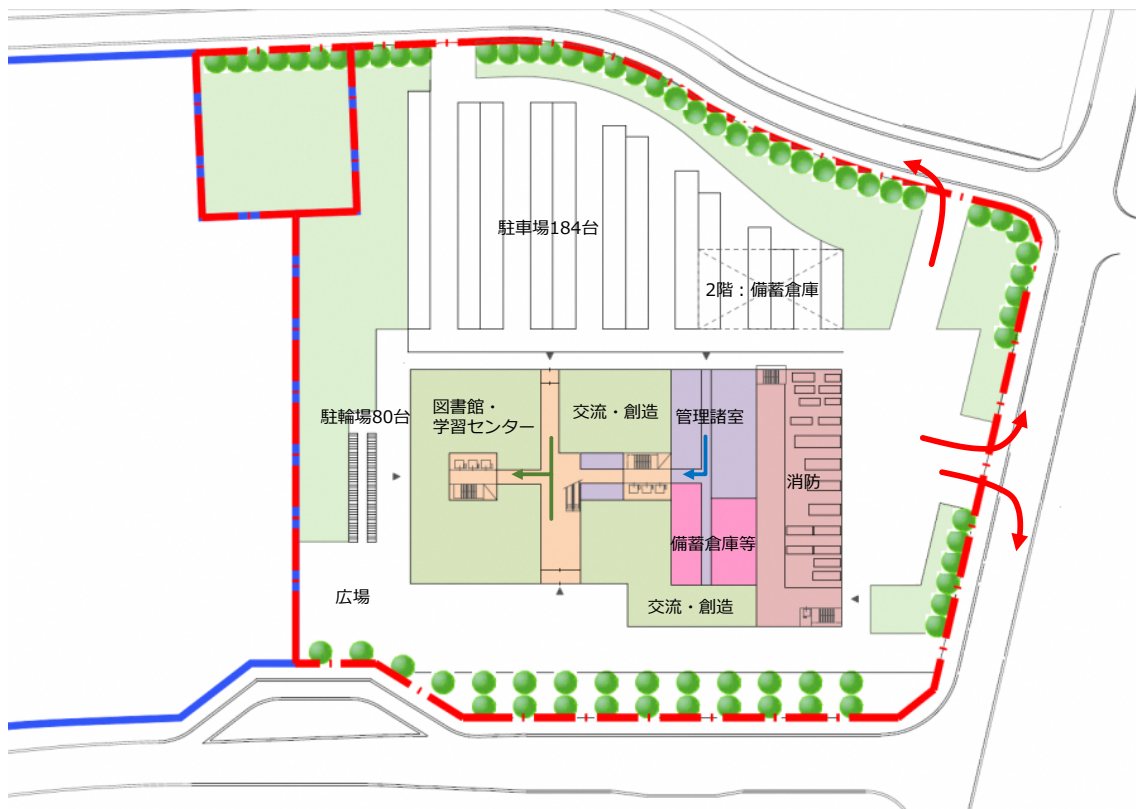 駐車場184台
2階：備蓄倉庫
駐輪場80台
図書館・
学習センター
交流・創造
管理諸室
消防
備蓄倉庫等
広場
交流・創造